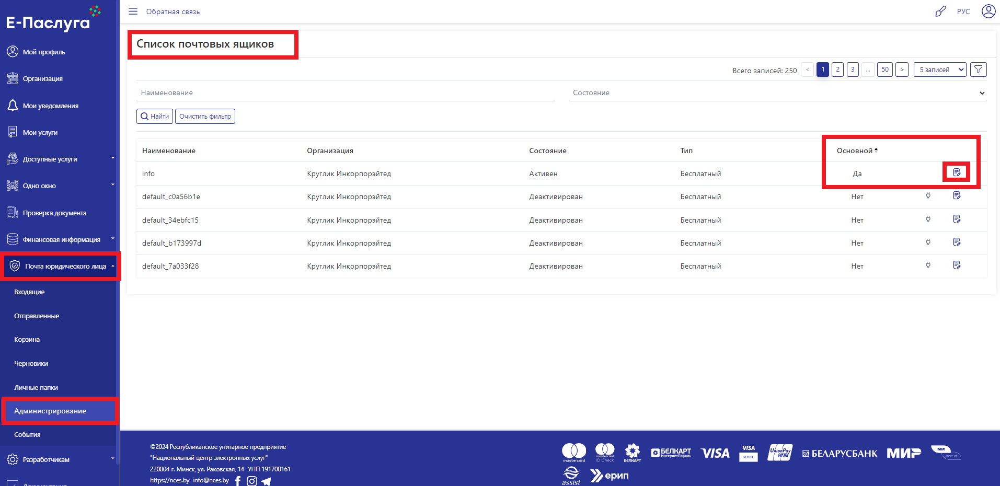 Е-Паслуга
Мой профиль
Организация
Мои уведомления
Мои услуги
Доступные услуги
Одно окно
Проверка документа
Финансовая информация
Почта юридического лица
Входящие
Отправленные
Корзина
Черновики
Личные папки
Администрирование
События
Разработчикам
Обратная связь
РУС
Список почтовых ящиков
Всего записей: 250 < 1 2 3 ... 50 > 5 записей
Наименование Состояние
Найти Очистить фильтр
Наименование Организация Состояние Тип Основной
info Круглик Инкорпорэйтед Активен Бесплатный Да
default_c0a56b1e Круглик Инкорпорэйтед Деактивирован Бесплатный Нет
default_34ebfc15 Круглик Инкорпорэйтед Деактивирован Бесплатный Нет
default_b173997d Круглик Инкорпорэйтед Деактивирован Бесплатный Нет
default_7a033f28 Круглик Инкорпорэйтед Деактивирован Бесплатный Нет
©2024 Республиканское унитарное предприятие
"Национальный центр электронных услуг"
220004 г. Минск, ул. Раковская, 14 УНП 191700161
https://nces.by info@nces.by
mastercard
mastercard
ID Check
БЕЛКАРТ
БЕЛКАРТ
ИнтернетПароль
VISA
VISA
SECURE
UnionPay
银联
БЕЛАРУСБАНК
МИР
MIR
Accept
assist
ерип